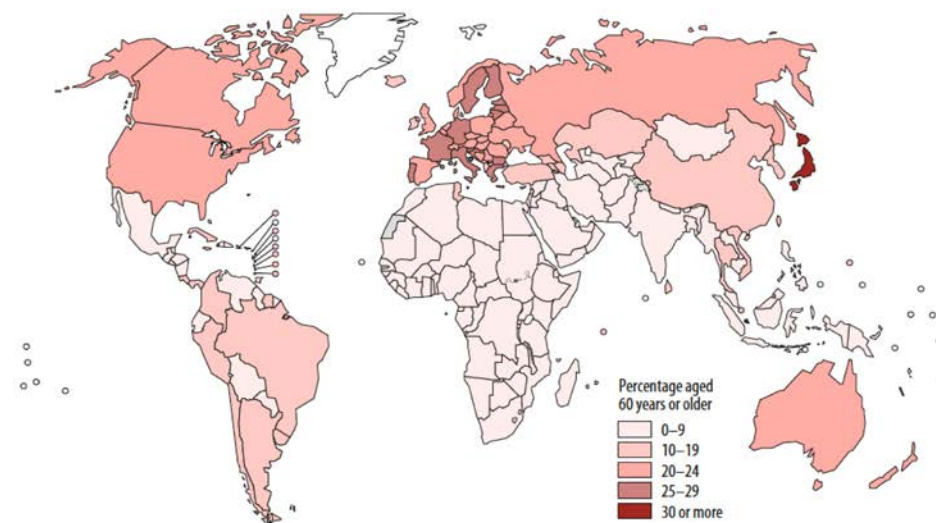 Percentage aged
60 years or older
0–9
10–19
20–24
25–29
30 or more